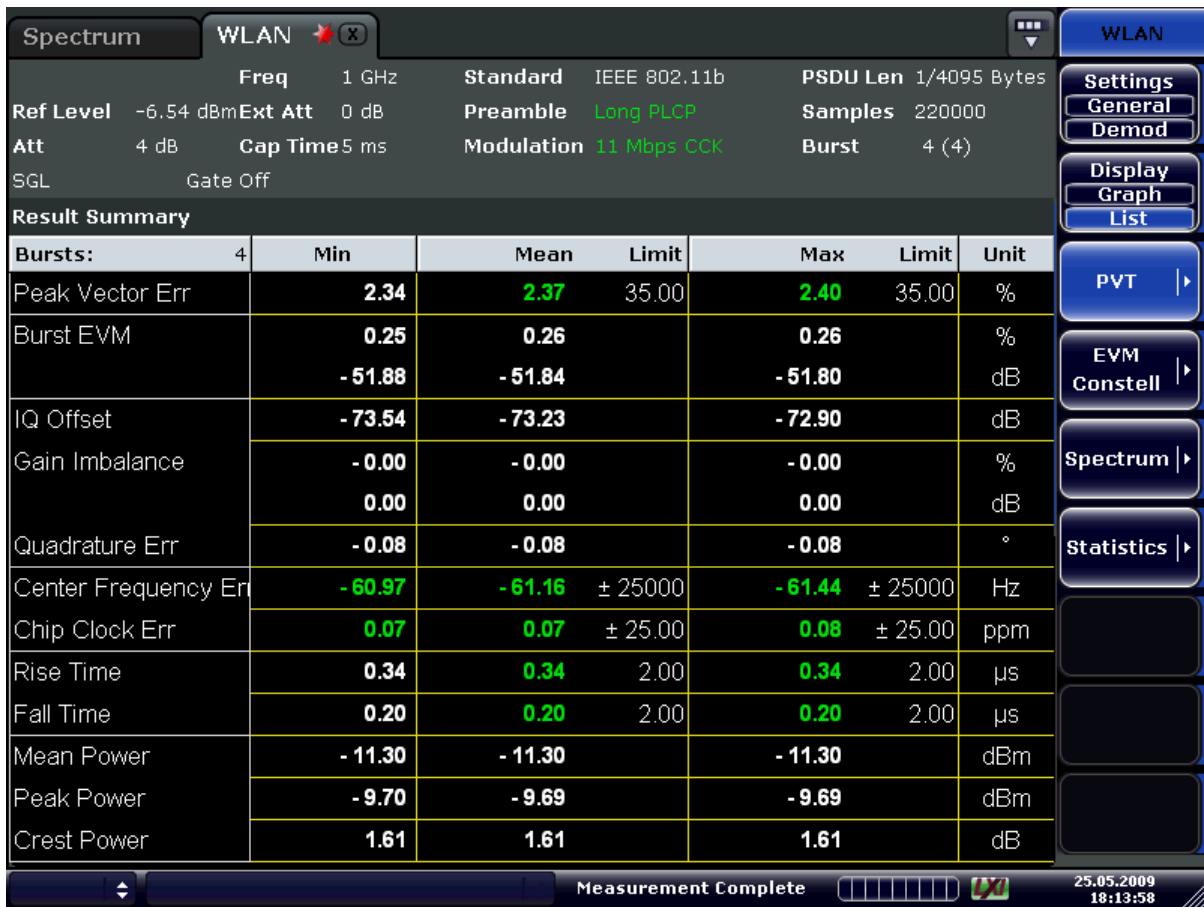 Spectrum WLAN X WLAN
Freq 1 GHz Standard IEEE 802.11b PSDU Len 1/4095 Bytes
Ref Level -6.54 dBm Ext Att 0 dB Preamble Long PLCP Samples 220000
Att 4 dB Cap Time 5 ms Modulation 11 Mbps CCK Burst 4 (4)
SGL Gate Off
Result Summary
Bursts: 4 Min Mean Limit Max Limit Unit
Peak Vector Err 2.34 2.37 35.00 2.40 35.00 %
Burst EVM 0.25 0.26 0.26 %
- 51.88 - 51.84 - 51.80 dB
IQ Offset - 73.54 - 73.23 - 72.90 dB
Gain Imbalance - 0.00 - 0.00 - 0.00 %
0.00 0.00 0.00 dB
Quadrature Err - 0.08 - 0.08 - 0.08 °
Center Frequency Err - 60.97 - 61.16 ± 25000 - 61.44 ± 25000 Hz
Chip Clock Err 0.07 0.07 ± 25.00 0.08 ± 25.00 ppm
Rise Time 0.34 0.34 2.00 0.34 2.00 µs
Fall Time 0.20 0.20 2.00 0.20 2.00 µs
Mean Power - 11.30 - 11.30 - 11.30 dBm
Peak Power - 9.70 - 9.69 - 9.69 dBm
Crest Power 1.61 1.61 1.61 dB
Settings
General
Demod
Display
Graph
List
PVT
EVM
Constell
Spectrum
Statistics
Measurement Complete LXI 25.05.2009
18:13:58